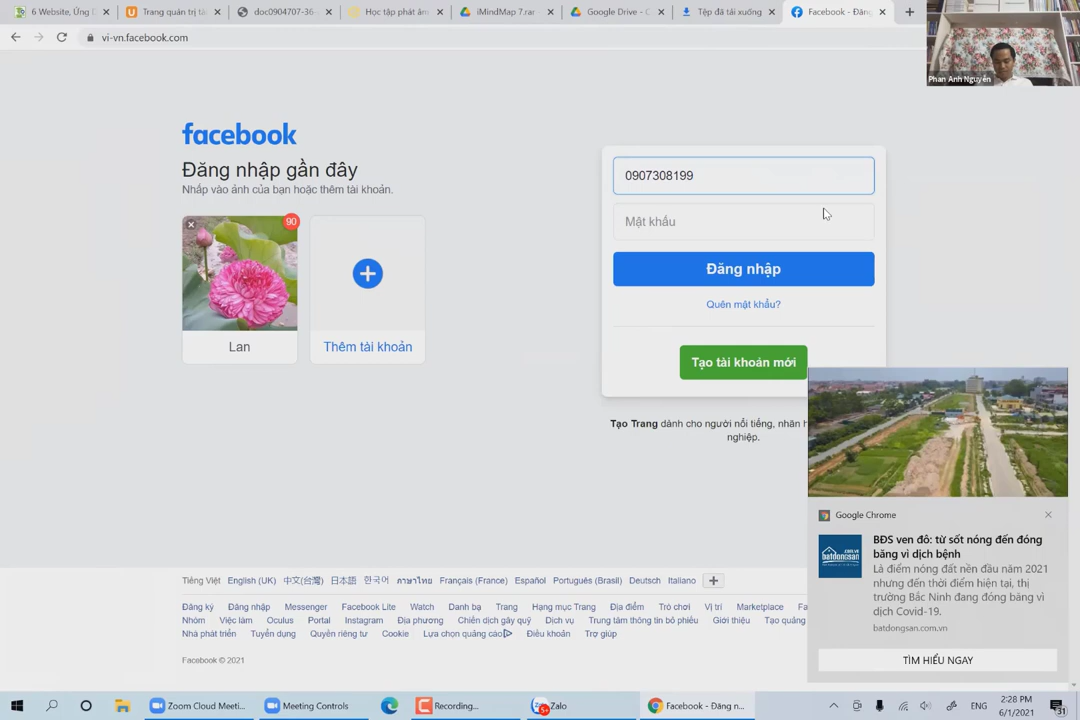 6 Website, Ứng D
Trang quản trị tà
doc0904707-36
Học tập phát âm
iMindMap 7.rar
Google Drive - C
Tệp đã tải xuống
Facebook - Đăng
vi-vn.facebook.com
Phan Anh Nguyễn
facebook
Đăng nhập gần đây
Nhấp vào ảnh của bạn hoặc thêm tài khoản.
90
Lan
Thêm tài khoản
0907308199
Mật khẩu
Đăng nhập
Quên mật khẩu?
Tạo tài khoản mới
Tạo Trang dành cho người nổi tiếng, nhãn h
nghiệp.
Google Chrome
BĐS ven đô: từ sốt nóng đến đóng
băng vì dịch bệnh
Là điểm nóng đất nền đầu năm 2021
nhưng đến thời điểm hiện tại, thị
trường Bắc Ninh đang đóng băng vì
dịch Covid-19.
batdongsan.com.vn
TÌM HIỂU NGAY
Tiếng Việt English (UK) 中文(台灣) 日本語 한국어 ภาษาไทย Français (France) Español Português (Brasil) Deutsch Italiano
Đăng ký Đăng nhập Messenger Facebook Lite Watch Danh bạ Trang Hạng mục Trang Địa điểm Trò chơi Vị trí Marketplace Fa
Nhóm Việc làm Oculus Portal Instagram Địa phương Chiến dịch gây quỹ Dịch vụ Trung tâm thông tin bỏ phiếu Giới thiệu Tạo quảng
Nhà phát triển Tuyển dụng Quyền riêng tư Cookie Lựa chọn quảng cáo Điều khoản Trợ giúp
Facebook © 2021
Zoom Cloud Meeti...
Meeting Controls
Recording...
5+
Zalo
Facebook - Đăng n...
ENG
2:28 PM
6/1/2021
31